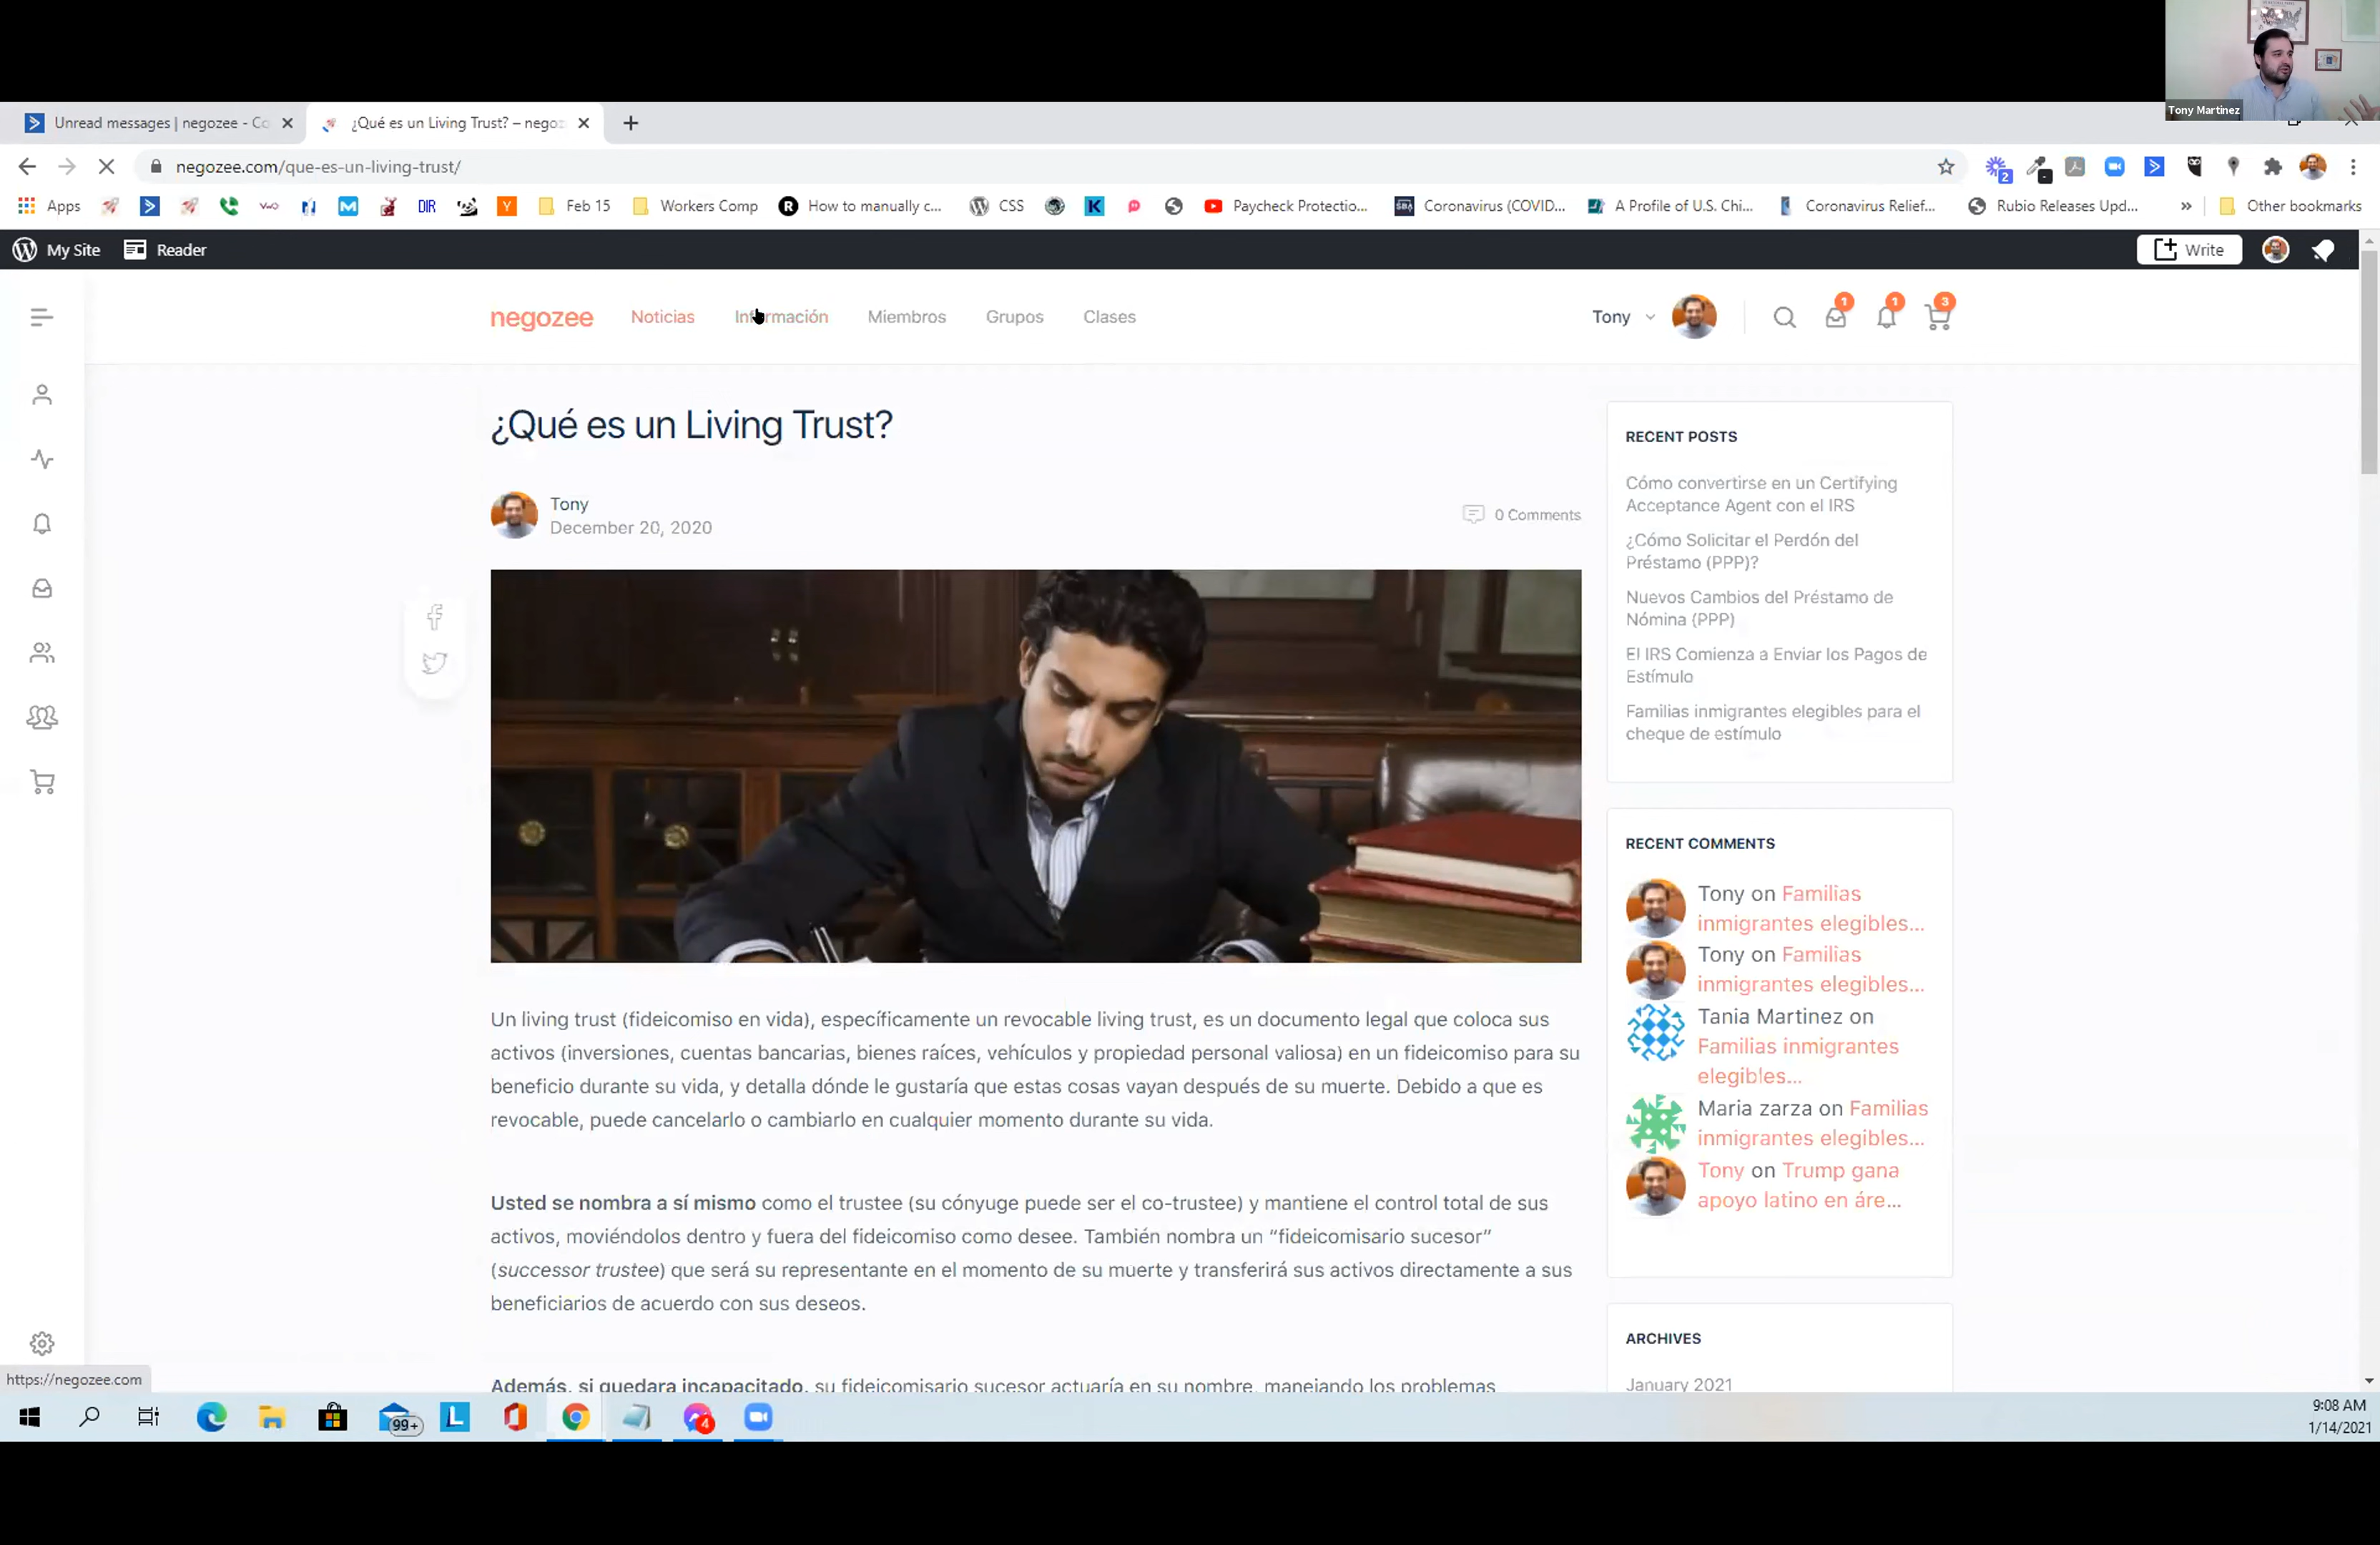 Tony Martinez
Unread messages | negozee - Co
¿Qué es un Living Trust? – negoz
negozee.com/que-es-un-living-trust/
2
Apps
VWO
M
DIR
Y
Feb 15
Workers Comp
R
How to manually c...
CSS
K
Paycheck Protectio...
SBA
Coronavirus (COVID...
A Profile of U.S. Chi...
Coronavirus Relief...
Rubio Releases Upd...
»
Other bookmarks
My Site
Reader
Write
negozee
Noticias
Información
Miembros
Grupos
Clases
Tony
1
1
3
¿Qué es un Living Trust?
Tony
December 20, 2020
0 Comments
Un living trust (fideicomiso en vida), específicamente un revocable living trust, es un documento legal que coloca sus
activos (inversiones, cuentas bancarias, bienes raíces, vehículos y propiedad personal valiosa) en un fideicomiso para su
beneficio durante su vida, y detalla dónde le gustaría que estas cosas vayan después de su muerte. Debido a que es
revocable, puede cancelarlo o cambiarlo en cualquier momento durante su vida.
Usted se nombra a sí mismo como el trustee (su cónyuge puede ser el co-trustee) y mantiene el control total de sus
activos, moviéndolos dentro y fuera del fideicomiso como desee. También nombra un “fideicomisario sucesor”
(successor trustee) que será su representante en el momento de su muerte y transferirá sus activos directamente a sus
beneficiarios de acuerdo con sus deseos.
Además, si quedara incapacitado, su fideicomisario sucesor actuaría en su nombre, manejando los problemas
RECENT POSTS
Cómo convertirse en un Certifying
Acceptance Agent con el IRS
¿Cómo Solicitar el Perdón del
Préstamo (PPP)?
Nuevos Cambios del Préstamo de
Nómina (PPP)
El IRS Comienza a Enviar los Pagos de
Estímulo
Familias inmigrantes elegibles para el
cheque de estímulo
RECENT COMMENTS
Tony on Familias
inmigrantes elegibles...
Tony on Familias
inmigrantes elegibles...
Tania Martinez on
Familias inmigrantes
elegibles...
Maria zarza on Familias
inmigrantes elegibles...
Tony on Trump gana
apoyo latino en áre...
ARCHIVES
January 2021
https://negozee.com
99+
L
4
9:08 AM
1/14/2021